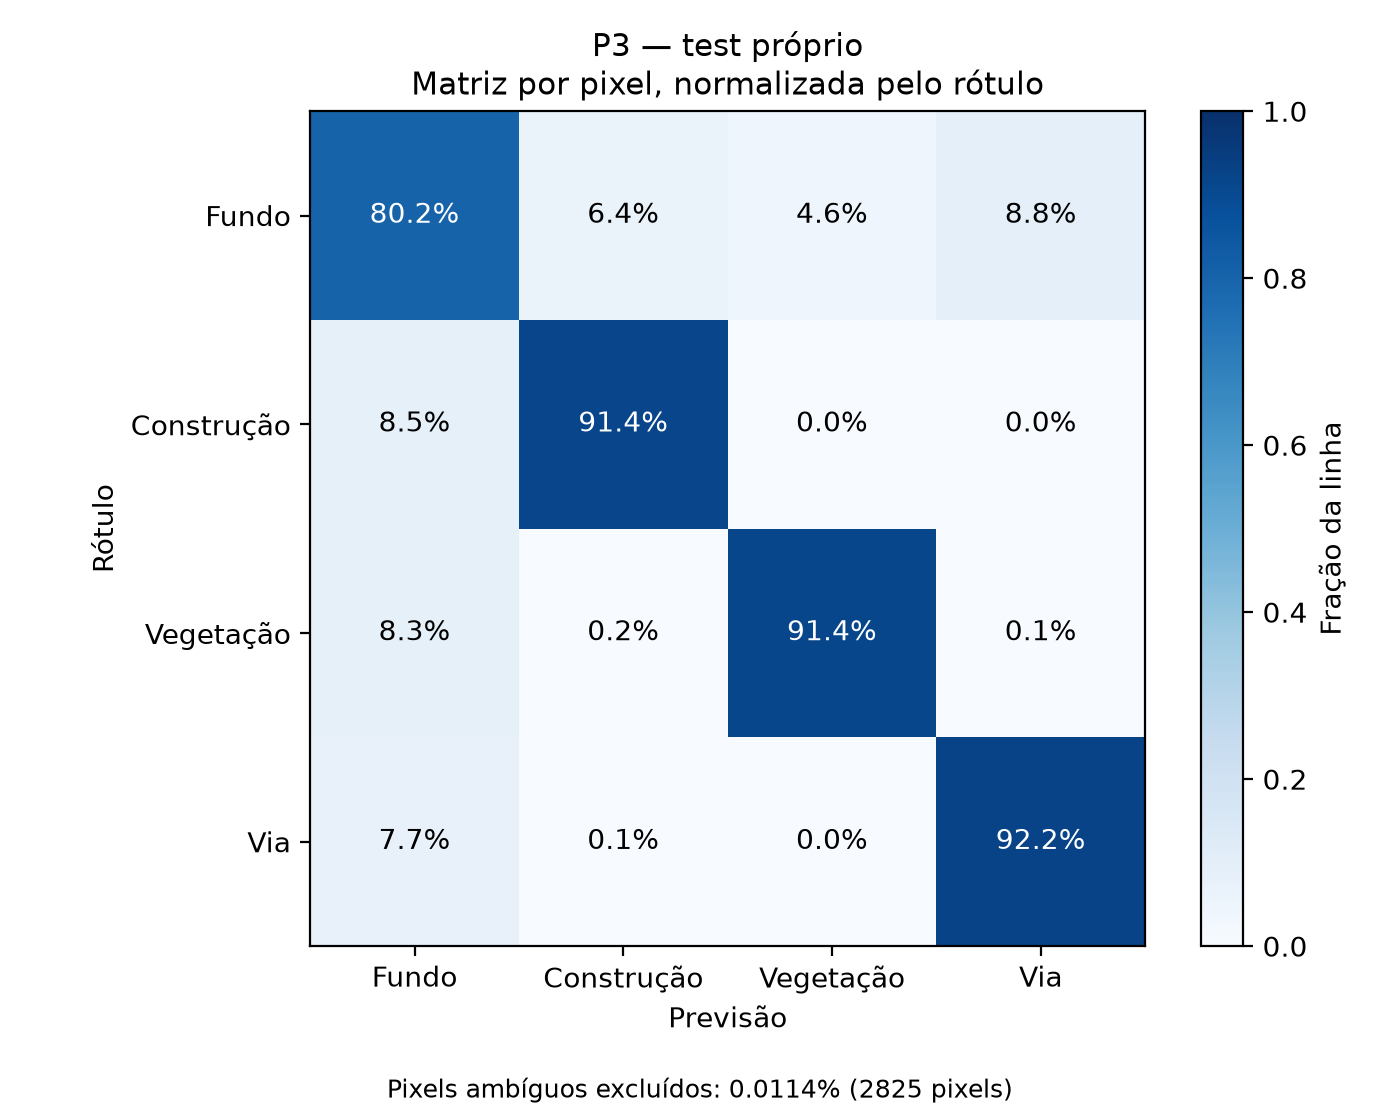 P3 — test próprio
Matriz por pixel, normalizada pelo rótulo
1.0
Fundo 80.2% 6.4% 4.6% 8.8%
0.8
Construção 8.5% 91.4% 0.0% 0.0%
0.6
Rótulo
Fração da linha
0.4
Vegetação 8.3% 0.2% 91.4% 0.1%
0.2
Via 7.7% 0.1% 0.0% 92.2%
0.0
Fundo Construção Vegetação Via
Previsão
Pixels ambíguos excluídos: 0.0114% (2825 pixels)